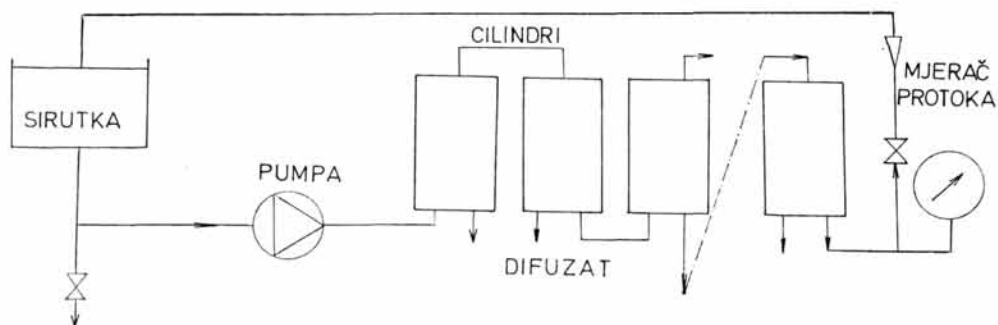 CILINDRI
MJERAČ
PROTOKA
SIRUTKA
PUMPA
DIFUZAT